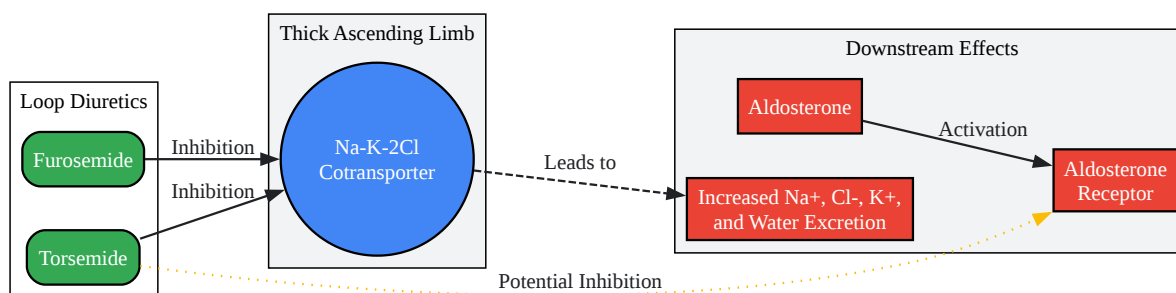 Loop Diuretics
Furosemide
Torsemide
Inhibition
Inhibition
Thick Ascending Limb
Na-K-2Cl
Cotransporter
Leads to
Potential Inhibition
Downstream Effects
Aldosterone
Activation
Increased Na+, Cl-, K+,
and Water Excretion
Aldosterone
Receptor